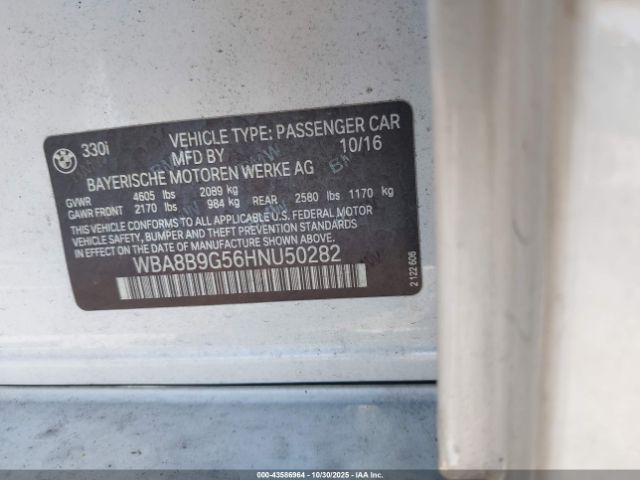 BMW
330i VEHICLE TYPE: PASSENGER CAR
MFD BY 10/16
BAYERISCHE MOTOREN WERKE AG
GVWR 4605 lbs 2089 kg
GAWR FRONT 2170 lbs 984 kg REAR 2580 lbs 1170 kg
THIS VEHICLE CONFORMS TO ALL APPLICABLE U.S. FEDERAL MOTOR
VEHICLE SAFETY, BUMPER AND THEFT PREVENTION STANDARDS
IN EFFECT ON THE DATE OF MANUFACTURE SHOWN ABOVE.
WBA8B9G56HNU50282
2 122 606
000-43586964 - 10/30/2025 - IAAI.COM